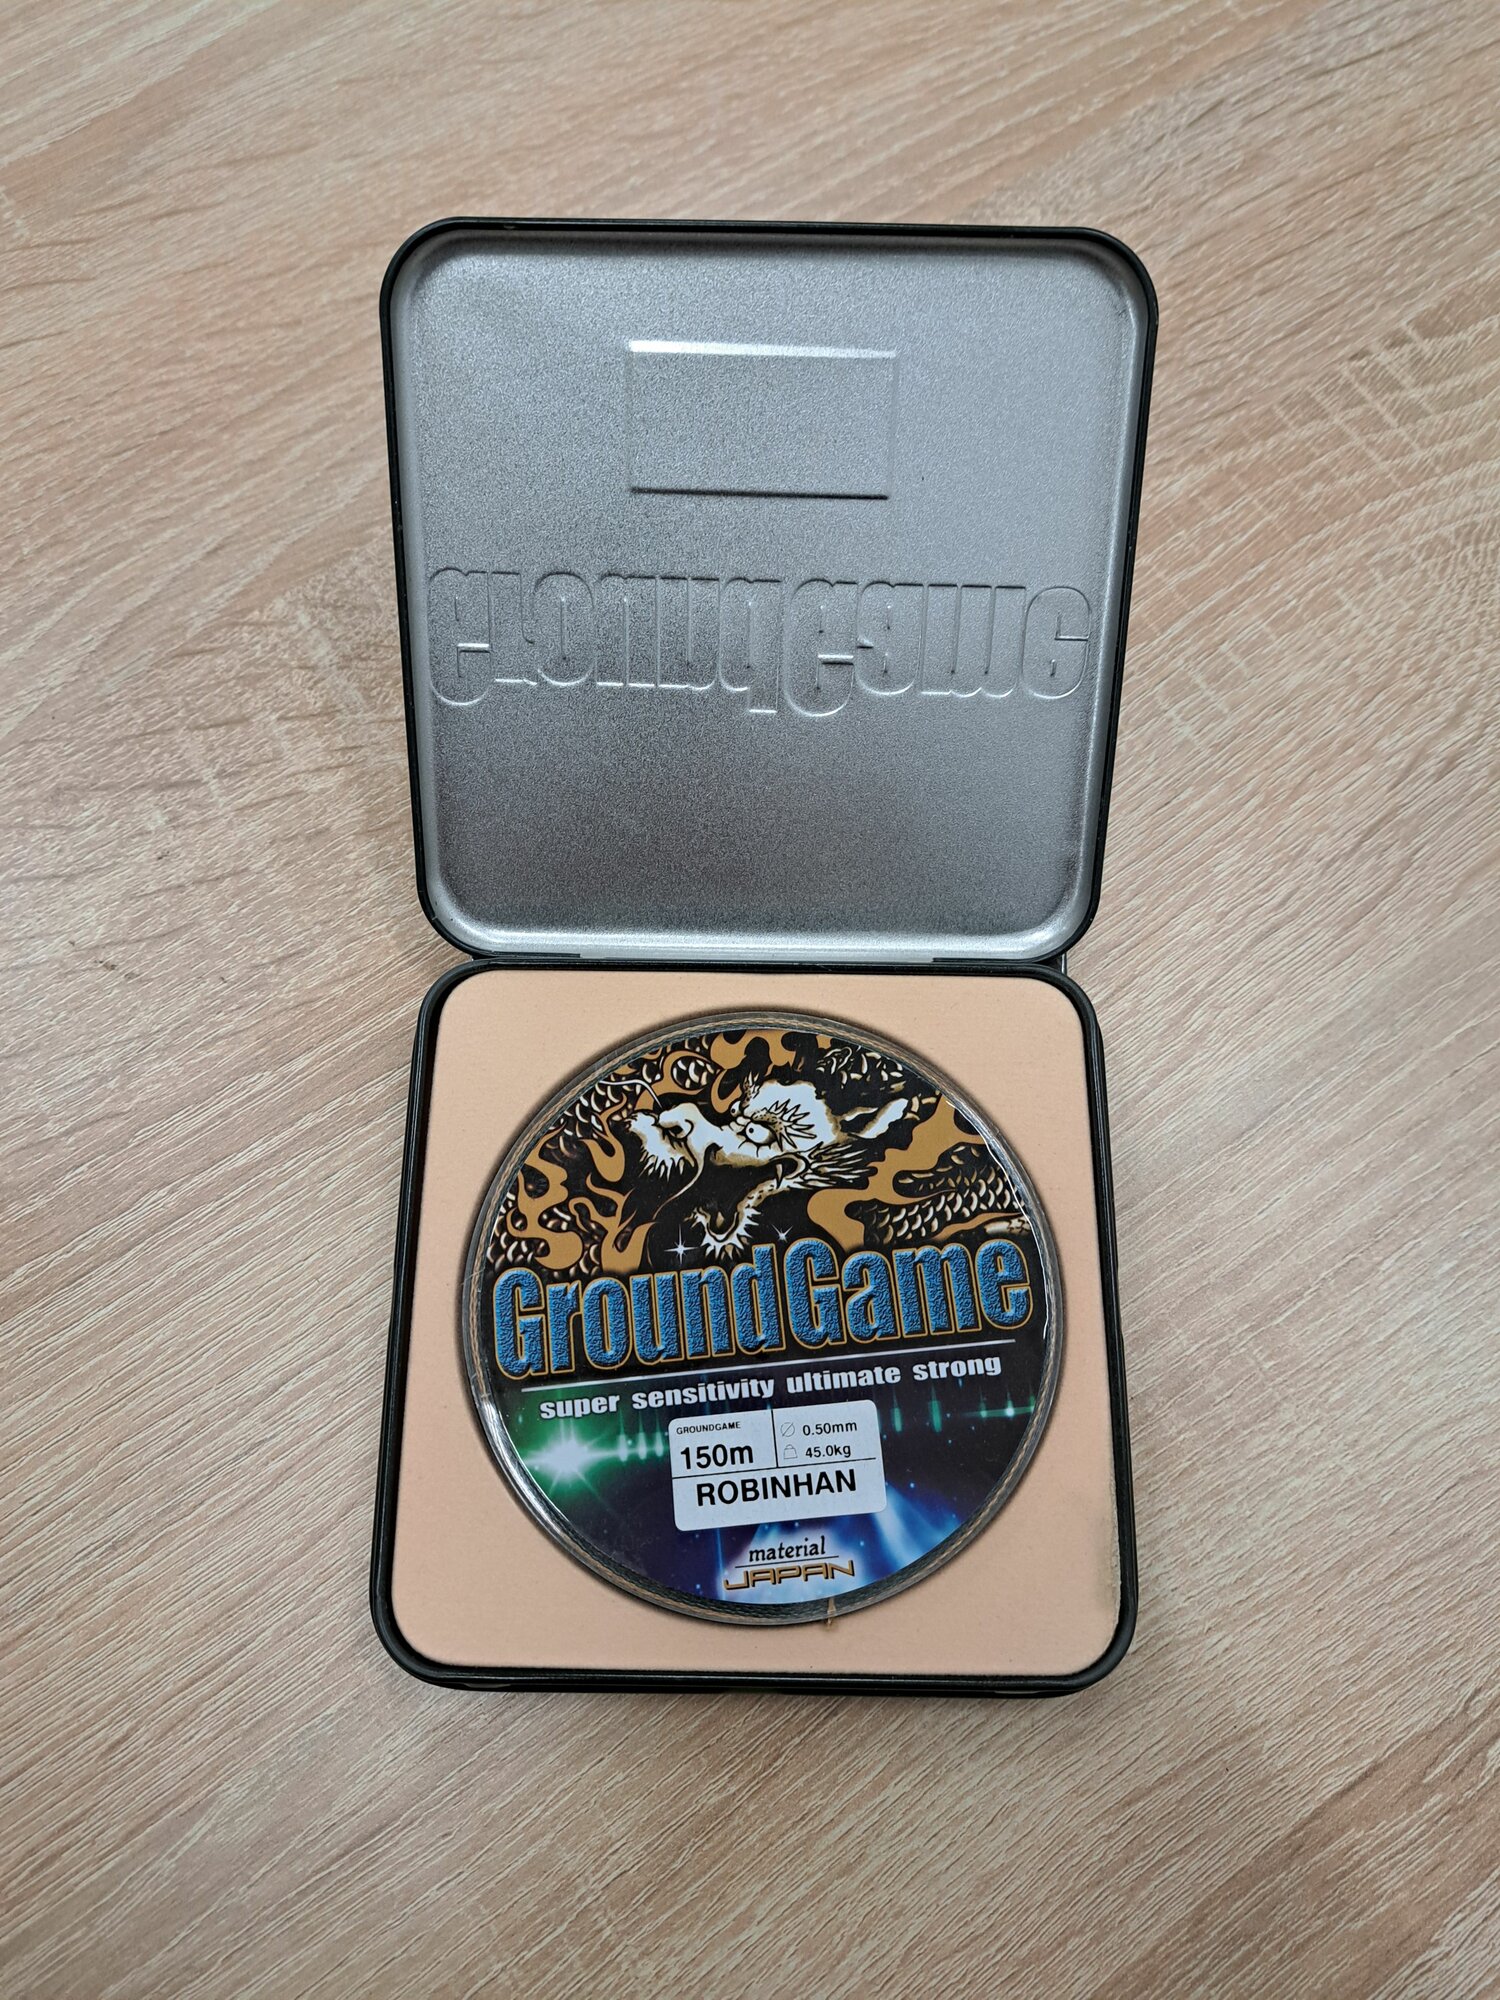 GroundGame
GroundGame
super sensitivity ultimate strong
GROUNDGAME
150m
0.50mm
45.0kg
ROBINHAN
material
JAPAN